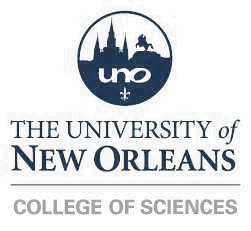 uno
THE UNIVERSITY of
NEW ORLEANS
COLLEGE OF SCIENCES